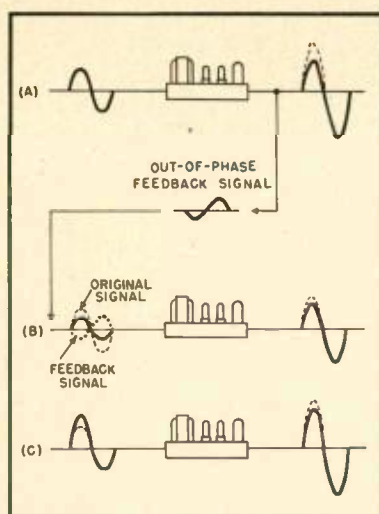 (A)
OUT-OF-PHASE
FEEDBACK SIGNAL
ORIGINAL
SIGNAL
(B)
FEEDBACK
SIGNAL
(C)